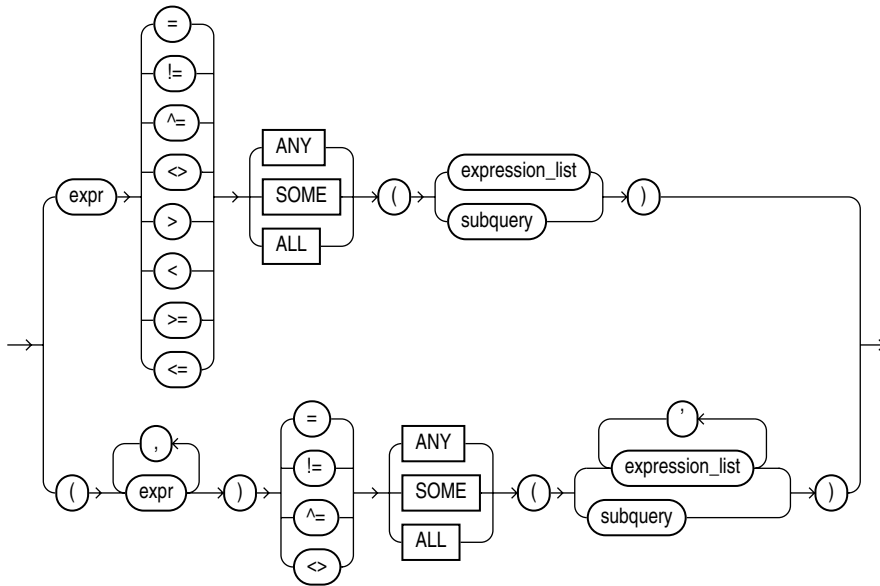 =
!=
^=
<>
>
<
>=
<=
expr
ANY
SOME
ALL
(
expression_list
subquery
)
(
,
expr
)
=
!=
^=
<>
ANY
SOME
ALL
(
,
expression_list
subquery
)